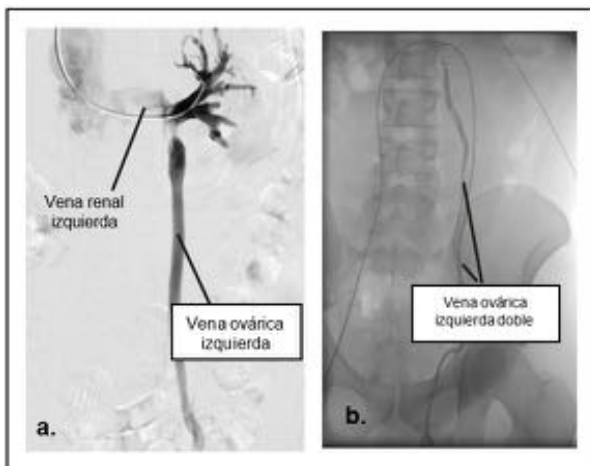 Vena renal
izquierda
Vena ovárica
izquierda
a.
Vena ovárica
izquierda doble
b.